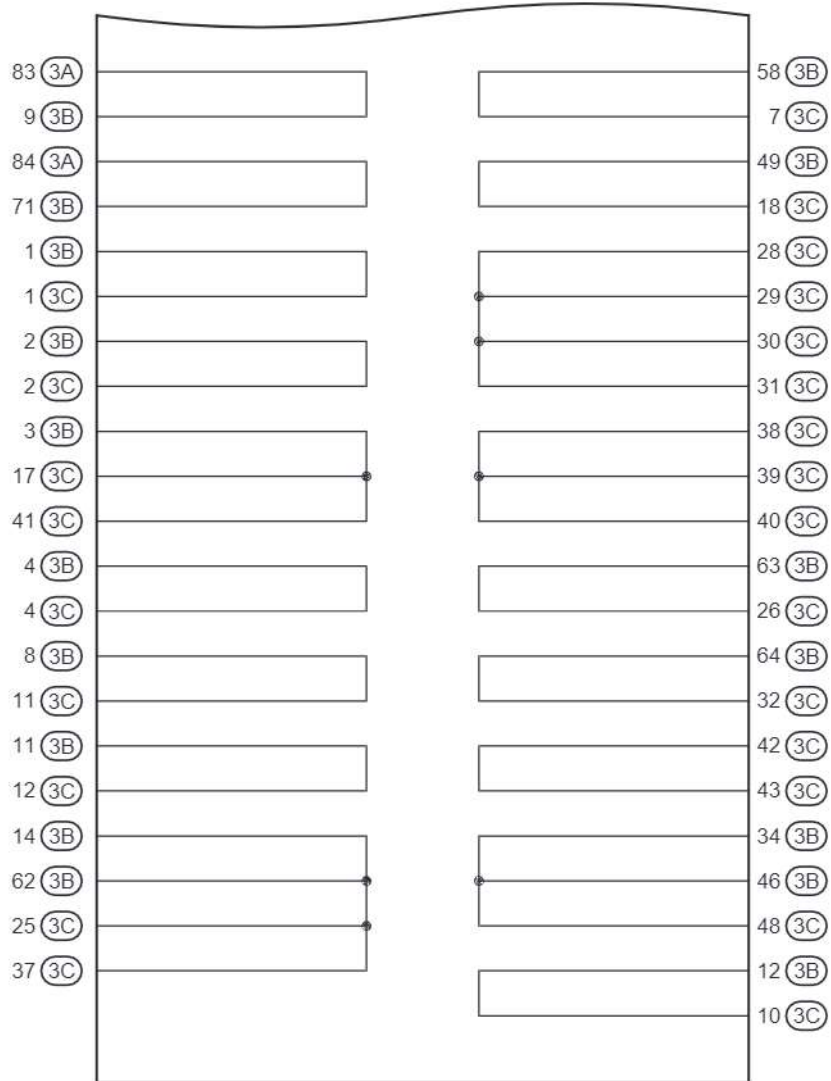 83 3A
58 3B
9 3B
7 3C
84 3A
49 3B
71 3B
18 3C
1 3B
28 3C
1 3C
29 3C
2 3B
30 3C
2 3C
31 3C
3 3B
38 3C
17 3C
39 3C
41 3C
40 3C
4 3B
63 3B
4 3C
26 3C
8 3B
64 3B
11 3C
32 3C
11 3B
42 3C
12 3C
43 3C
14 3B
34 3B
62 3B
46 3B
25 3C
48 3C
37 3C
12 3B
10 3C